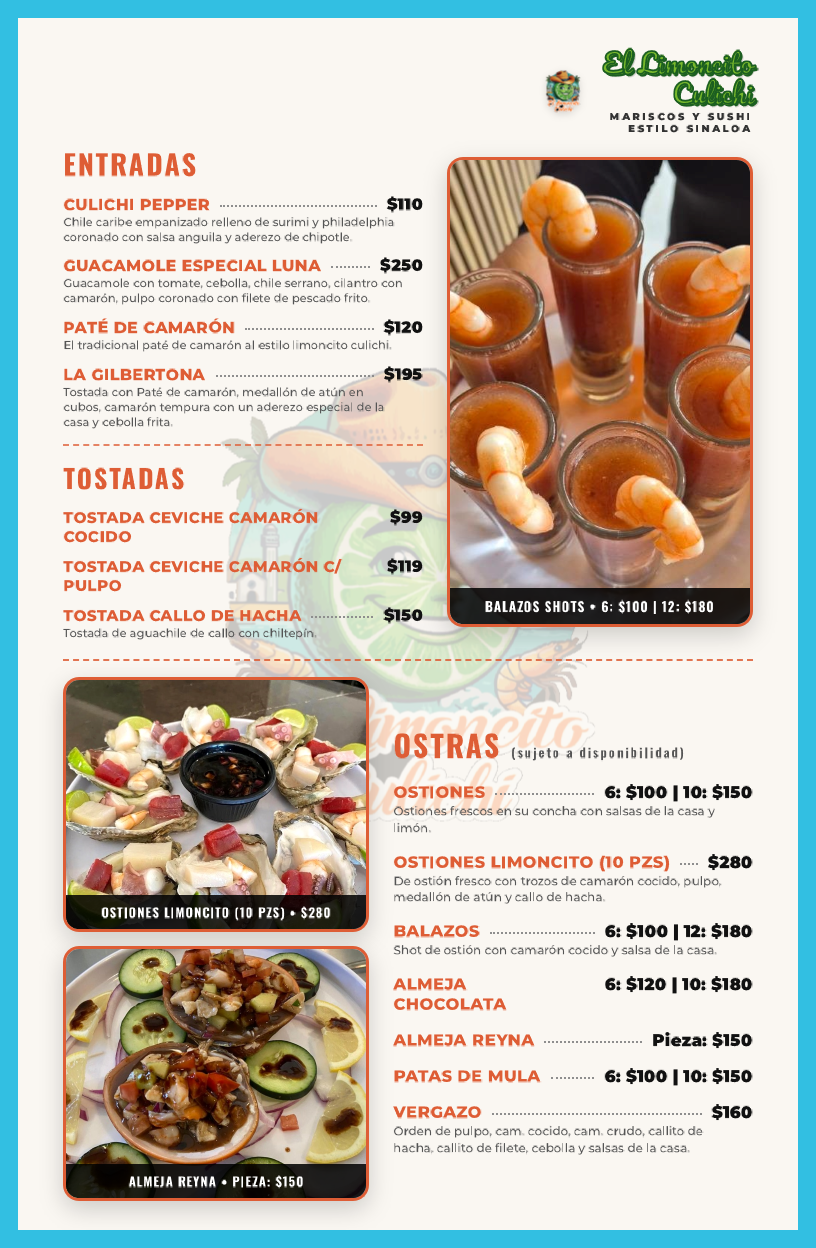 El Limoncito
Culichi
MARISCOS Y SUSHI
ESTILO SINALOA
ENTRADAS
CULICHI PEPPER $110
Chile caribe empanizado relleno de surimi y philadelphia
coronado con salsa anguila y aderezo de chipotle.
GUACAMOLE ESPECIAL LUNA $250
Guacamole con tomate, cebolla, chile serrano, cilantro con
camarón, pulpo coronado con filete de pescado frito.
PATÉ DE CAMARÓN $120
El tradicional paté de camarón al estilo limoncito culichi.
LA GILBERTONA $195
Tostada con Paté de camarón, medallón de atún en
cubos, camarón tempura con un aderezo especial de la
casa y cebolla frita.
TOSTADAS
TOSTADA CEVICHE CAMARÓN $99
COCIDO
TOSTADA CEVICHE CAMARÓN C/ $119
PULPO
TOSTADA CALLO DE HACHA $150
Tostada de aguachile de callo con chiltepín.
BALAZOS SHOTS • 6: $100 | 12: $180
OSTIONES LIMONCITO (10 PZS) • $280
ALMEJA REYNA • PIEZA: $150
Limoncito
Culichi
OSTRAS (sujeto a disponibilidad)
OSTIONES 6: $100 | 10: $150
Ostiones frescos en su concha con salsas de la casa y
limón.
OSTIONES LIMONCITO (10 PZS) $280
De ostión fresco con trozos de camarón cocido, pulpo,
medallón de atún y callo de hacha.
BALAZOS 6: $100 | 12: $180
Shot de ostión con camarón cocido y salsa de la casa.
ALMEJA 6: $120 | 10: $180
CHOCOLATA
ALMEJA REYNA Pieza: $150
PATAS DE MULA 6: $100 | 10: $150
VERGAZO $160
Orden de pulpo, cam. cocido, cam. crudo, callito de
hacha, callito de filete, cebolla y salsas de la casa.